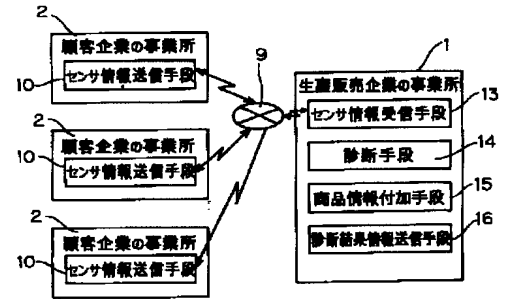 2
顧客企業の事業所
10
センサ情報送信手段
2
顧客企業の事業所
10
センサ情報送信手段
2
顧客企業の事業所
10
センサ情報送信手段
9
1
生産販売企業の事業所
センサ情報受信手段
13
診断手段
14
商品情報付加手段
15
診断結果情報送信手段
16